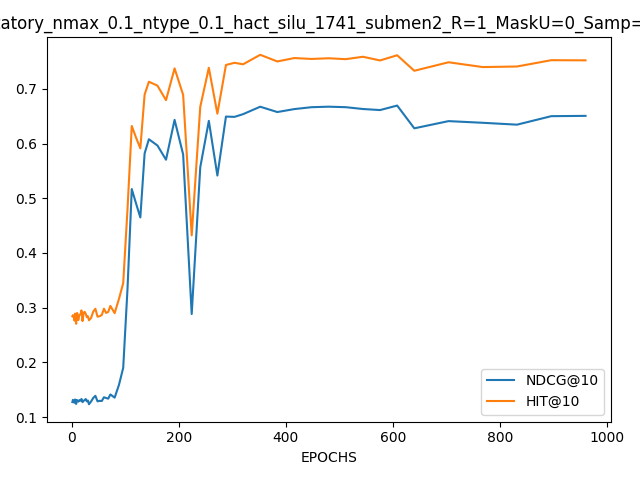 atory_nmax_0.1_ntype_0.1_hact_silu_1741_submen2_R=1_MaskU=0_Samp=
0.7
0.6
0.5
0.4
0.3
0.2
0.1
NDCG@10
HIT@10
0 200 400 600 800 1000
EPOCHS